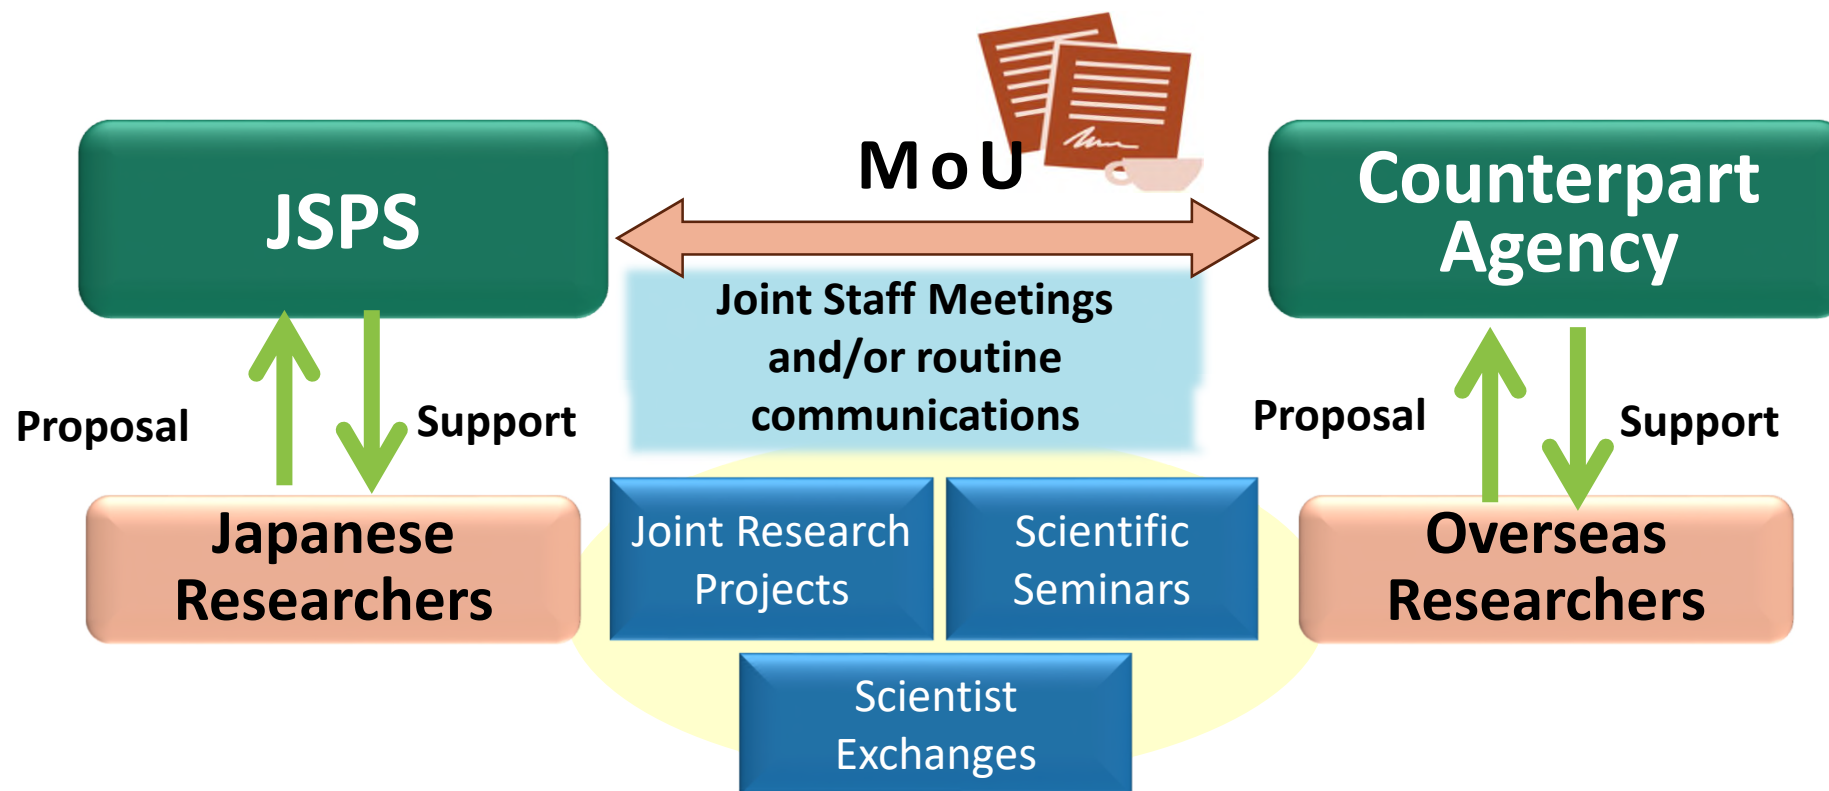 MoU
JSPS
Counterpart
Agency
Joint Staff Meetings
and/or routine
communications
Proposal
Support
Proposal
Support
Japanese
Researchers
Joint Research
Projects
Scientific
Seminars
Scientist
Exchanges
Overseas
Researchers